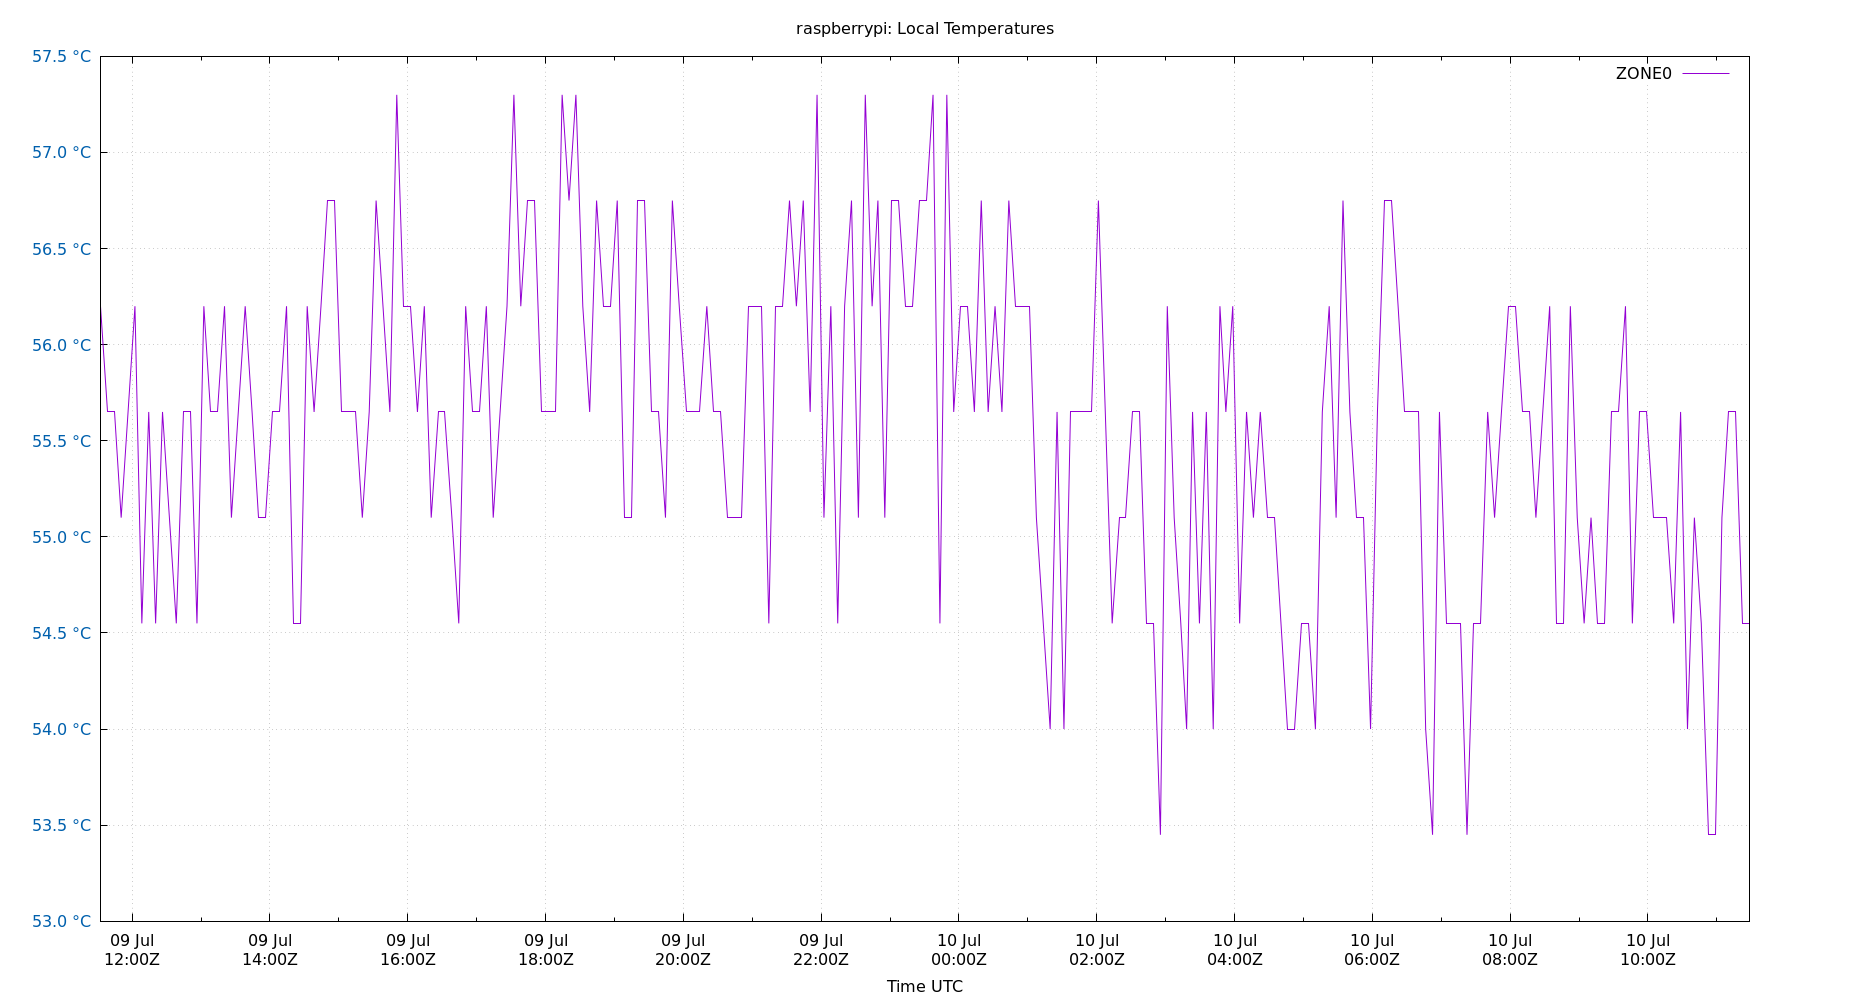 raspberrypi: Local Temperatures
57.5 °C
ZONE0
57.0 °C
56.5 °C
56.0 °C
55.5 °C
55.0 °C
54.5 °C
54.0 °C
53.5 °C
53.0 °C
09 Jul 09 Jul 09 Jul 09 Jul 09 Jul 09 Jul 10 Jul 10 Jul 10 Jul 10 Jul 10 Jul 10 Jul
12:00Z 14:00Z 16:00Z 18:00Z 20:00Z 22:00Z 00:00Z 02:00Z 04:00Z 06:00Z 08:00Z 10:00Z
Time UTC